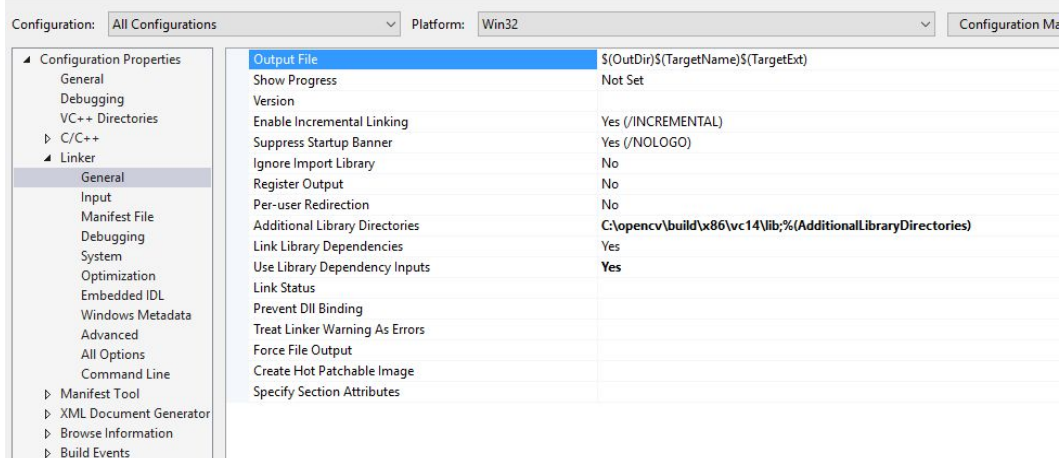 Configuration: All Configurations Platform: Win32 Configuration Ma
Configuration Properties
General
Debugging
VC++ Directories
C/C++
Linker
General
Input
Manifest File
Debugging
System
Optimization
Embedded IDL
Windows Metadata
Advanced
All Options
Command Line
Manifest Tool
XML Document Generator
Browse Information
Build Events
Output File $(OutDir)$(TargetName)$(TargetExt)
Show Progress Not Set
Version
Enable Incremental Linking Yes (/INCREMENTAL)
Suppress Startup Banner Yes (/NOLOGO)
Ignore Import Library No
Register Output No
Per-user Redirection No
Additional Library Directories C:\opencv\build\x86\vc14\lib;%(AdditionalLibraryDirectories)
Link Library Dependencies Yes
Use Library Dependency Inputs Yes
Link Status
Prevent Dll Binding
Treat Linker Warning As Errors
Force File Output
Create Hot Patchable Image
Specify Section Attributes